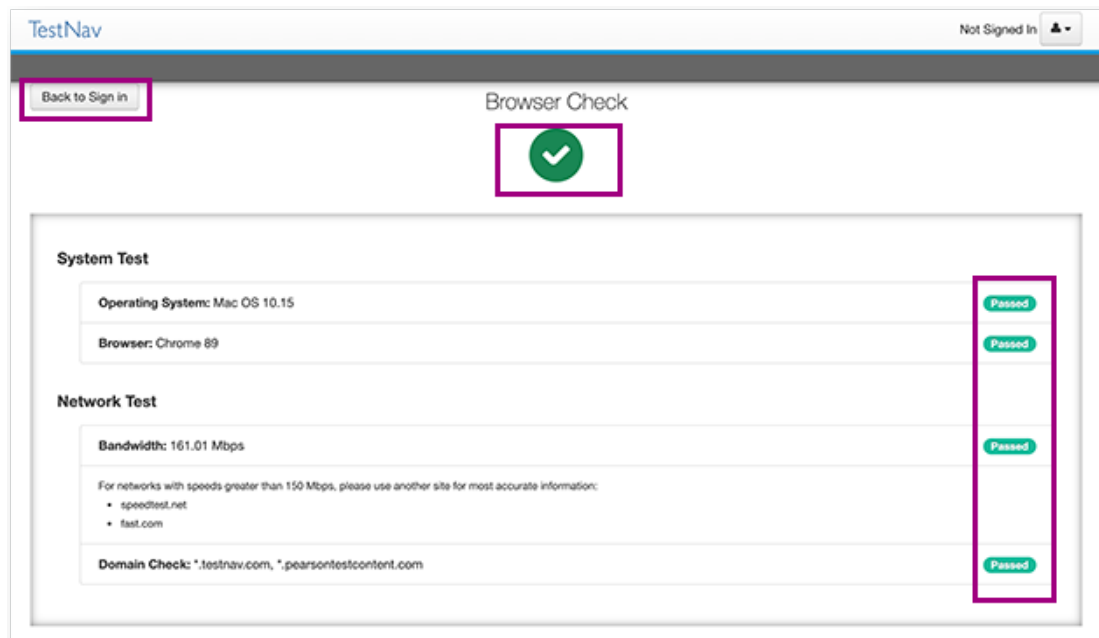 TestNav
Not Signed In
Back to Sign in
Browser Check
System Test
Operating System: Mac OS 10.15
Passed
Browser: Chrome 89
Passed
Network Test
Bandwidth: 161.01 Mbps
Passed
For networks with speeds greater than 150 Mbps, please use another site for most accurate information:
• speedtest.net
• fast.com
Domain Check: *.testnav.com, *.pearsontestcontent.com
Passed